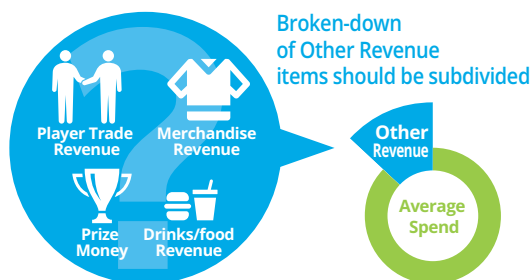 Broken-down
of Other Revenue
items should be subdivided
?
Player Trade
Revenue
Merchandise
Revenue
Prize
Money
Drinks/food
Revenue
Other
Revenue
Average
Spend